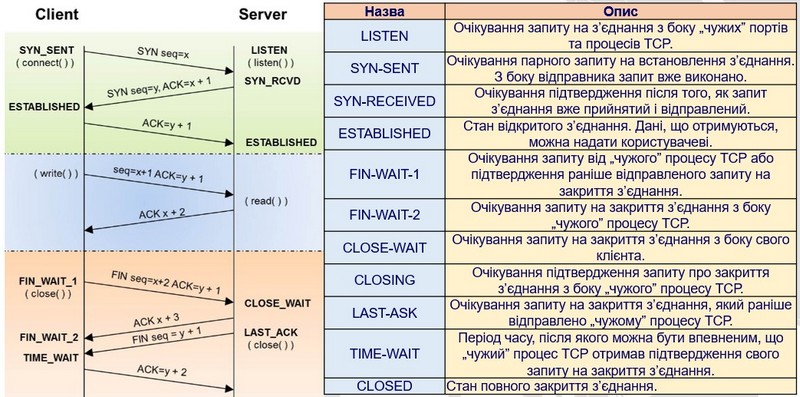 Client
Server
SYN_SENT
( connect( ) )
SYN seq=x
LISTEN
( listen( ) )
SYN_RCVD
SYN seq=y, ACK=x + 1
ESTABLISHED
ACK=y + 1
ESTABLISHED
( write( ) )
seq=x+1 ACK=y + 1
( read( ) )
ACK x + 2
FIN_WAIT_1
( close( ) )
FIN seq=x+2 ACK=y + 1
CLOSE_WAIT
ACK x + 3
LAST_ACK
( close( ) )
FIN seq = y + 1
FIN_WAIT_2
TIME_WAIT
ACK=y + 2
Назва
Опис
LISTEN
Очікування запиту на з’єднання з боку „чужих” портів
та процесів TCP.
SYN-SENT
Очікування парного запиту на встановлення з’єднання.
З боку відправника запит вже виконано.
SYN-RECEIVED
Очікування підтвердження після того, як запит
з’єднання вже прийнятий і відправлений.
ESTABLISHED
Стан відкритого з’єднання. Дані, що отримуються,
можна надати користувачеві.
FIN-WAIT-1
Очікування запиту від „чужого” процесу TCP або
підтвердження раніше відправленого запиту на
закриття з’єднання.
FIN-WAIT-2
Очікування запиту на закриття з’єднання з боку
„чужого” процесу TCP.
CLOSE-WAIT
Очікування запиту на закриття з’єднання з боку свого
клієнта.
CLOSING
Очікування підтвердження запиту про закриття
з’єднання з боку „чужого” процесу TCP.
LAST-ASK
Очікування запиту на закриття з’єднання, який раніше
відправлено „чужому” процесу TCP.
TIME-WAIT
Період часу, після якого можна бути впевненим, що
„чужий” процес TCP отримав підтвердження свого
запиту на закриття з’єднання.
CLOSED
Стан повного закриття з’єднання.